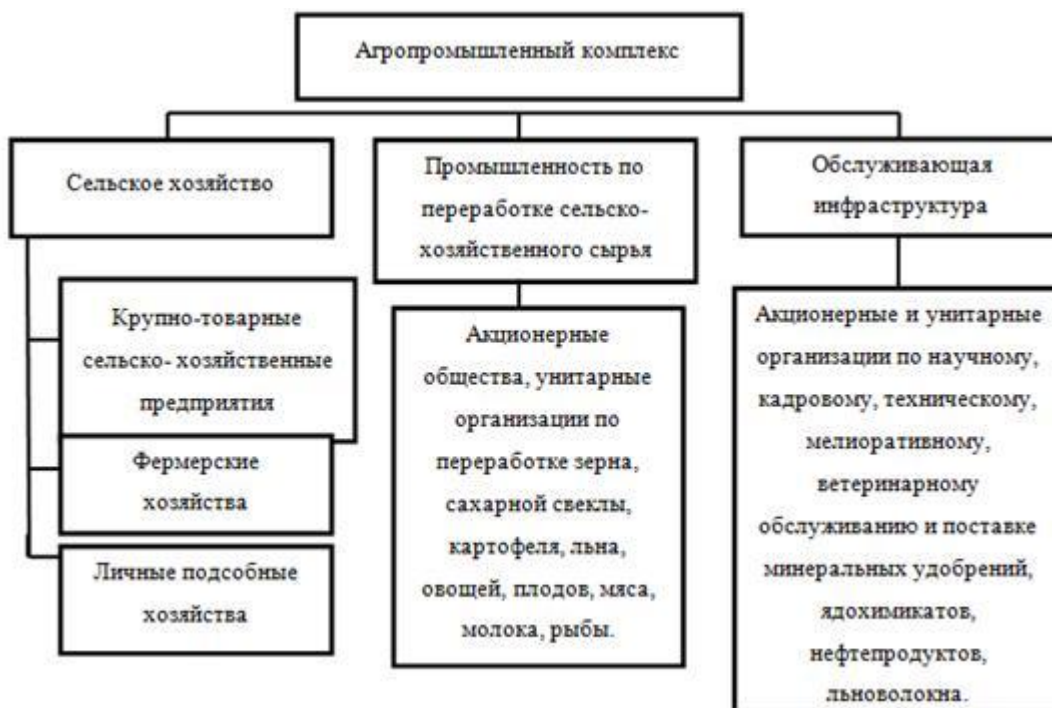 Агропромышленный комплекс
Сельское хозяйство
Крупно-товарные
сельско- хозяйственные
предприятия
Фермерские
хозяйства
Личные подсобные
хозяйства
Промышленность по
переработке сельско-
хозяйственного сырья
Акционерные
общества, унитарные
организации по
переработке зерна,
сахарной свеклы,
картофеля, льна,
овощей, плодов, мяса,
молока, рыбы.
Обслуживающая
инфраструктура
Акционерные и унитарные
организации по научному,
кадровому, техническому,
мелиоративному,
ветеринарному
обслуживанию и поставке
минеральных удобрений,
ядохимикатов,
нефтепродуктов,
льноволокна.